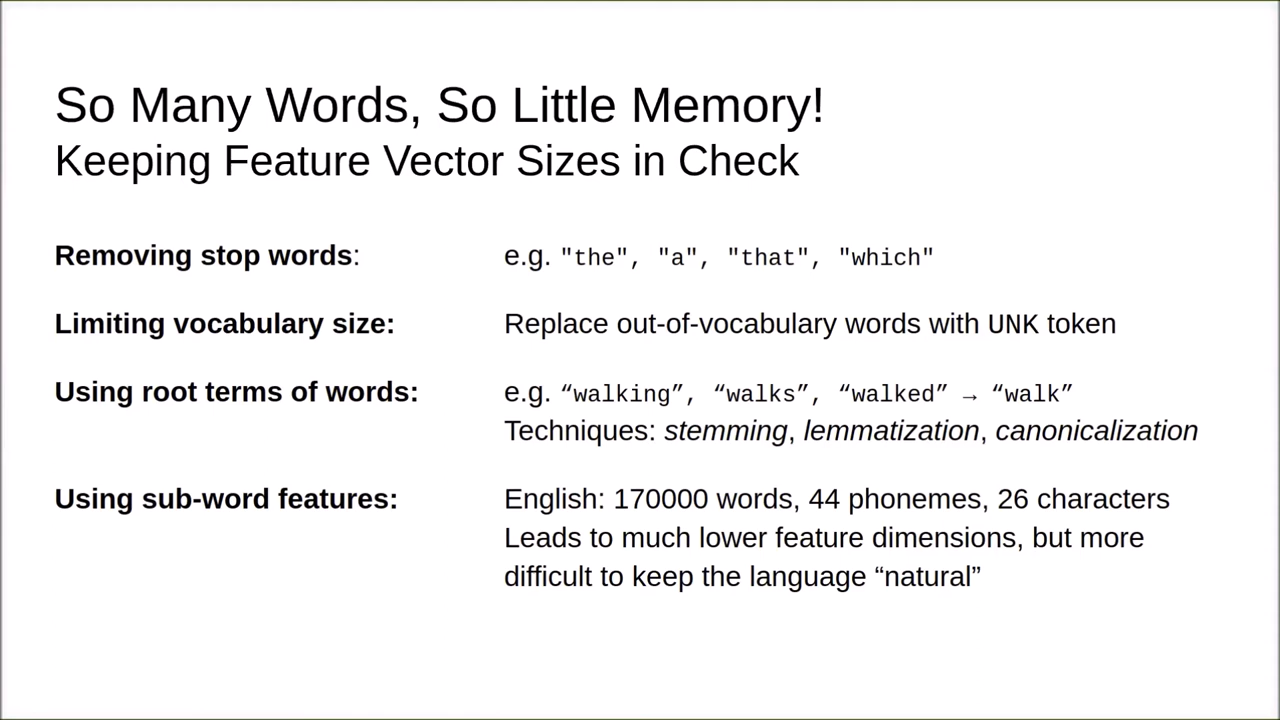 So Many Words, So Little Memory!
Keeping Feature Vector Sizes in Check
Removing stop words: e.g. "the", "a", "that", "which"
Limiting vocabulary size: Replace out-of-vocabulary words with UNK token
Using root terms of words: e.g. “walking”, “walks”, “walked” → “walk”
Techniques: stemming, lemmatization, canonicalization
Using sub-word features: English: 170000 words, 44 phonemes, 26 characters
Leads to much lower feature dimensions, but more
difficult to keep the language “natural”